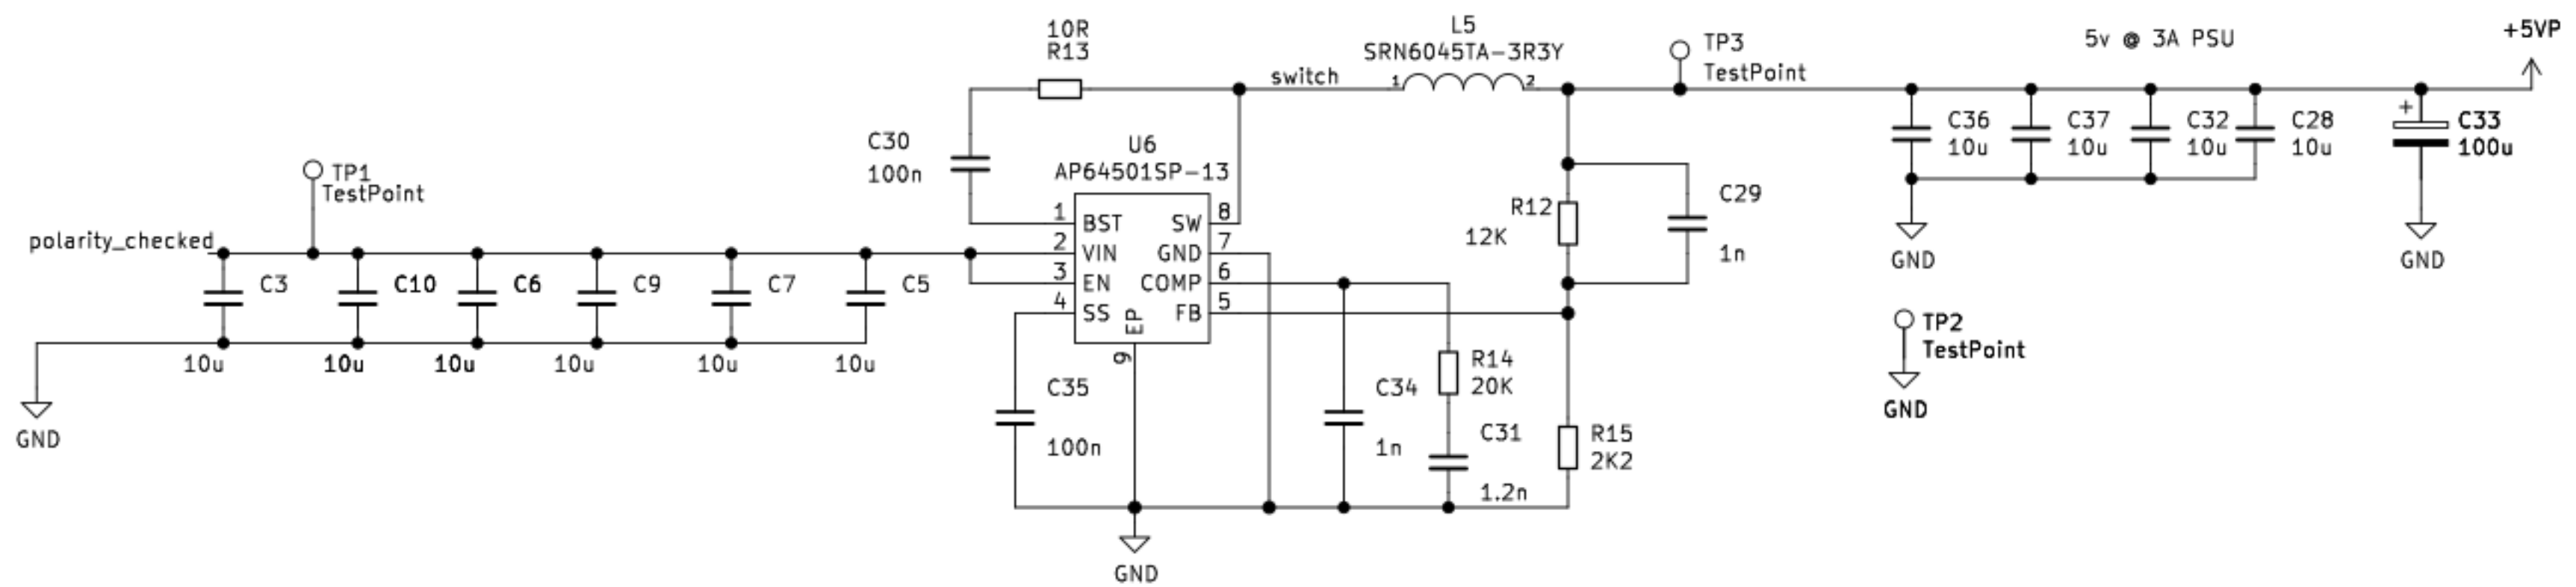 10R
R13
L5
SRN6045TA-3R3Y
TP3
TestPoint
5v @ 3A PSU
+5VP
switch
1
2
C30
100n
U6
AP64501SP-13
C36
10u
C37
10u
C32
10u
C28
10u
+
C33
100u
TP1
TestPoint
polarity_checked
1
2
3
4
BST
VIN
EN
SS
SW
GND
COMP
FB
EP
8
7
6
5
9
R12
12K
C29
1n
GND
GND
C3
C10
C6
C9
C7
C5
10u
10u
10u
10u
10u
10u
GND
TP2
TestPoint
GND
C35
100n
C34
1n
R14
20K
C31
1.2n
R15
2K2
GND